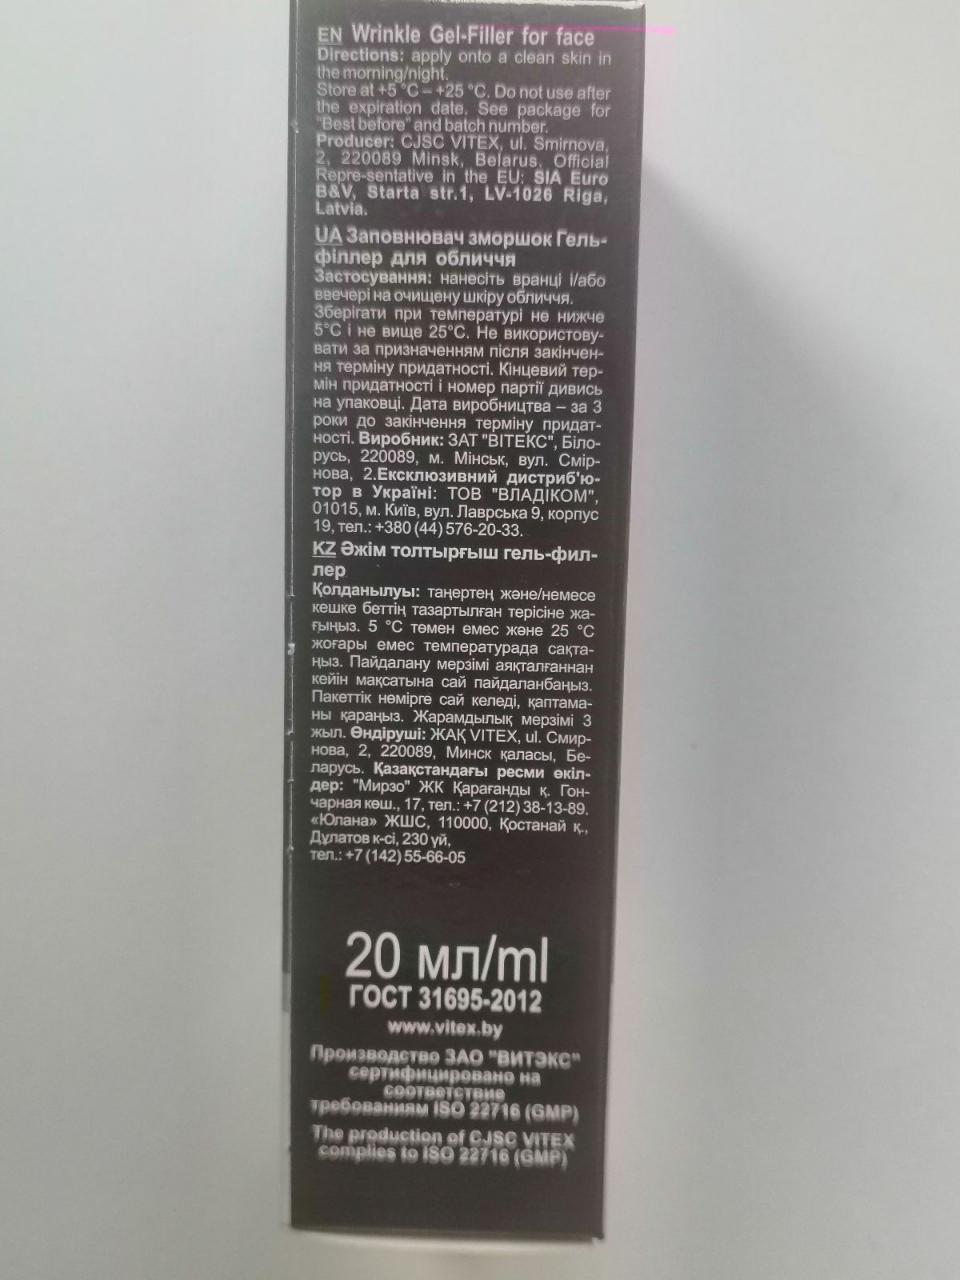 EN Wrinkle Gel-Filler for face
Directions: apply onto a clean skin in
the morning/night.
Store at +5 °C – +25 °C. Do not use after
the expiration date. See package for
"Best before" and batch number.
Producer: CJSC VITEX, ul. Smirnova,
2, 220089 Minsk, Belarus. Official
Repre-sentative in the EU: SIA Euro
B&V, Starta str.1, LV-1026 Riga,
Latvia.
UA Заповнювач зморшок Гель-
філлер для обличчя
Застосування: нанесіть вранці і/або
ввечері на очищену шкіру обличчя.
Зберігати при температурі не нижче
5°С і не вище 25°С. Не використову-
вати за призначенням після закінчен-
ня терміну придатності. Кінцевий тер-
мін придатності і номер партії дивись
на упаковці. Дата виробництва – за 3
роки до закінчення терміну придат-
ності. Виробник: ЗАТ "ВІТЕКС", Біло-
русь, 220089, м. Мінськ, вул. Смір-
нова, 2.Ексклюзивний дистриб'ю-
тор в Україні: ТОВ "ВЛАДІКОМ",
01015, м. Київ, вул. Лаврська 9, корпус
19, тел.: +380 (44) 576-20-33.
KZ Әжім толтырғыш гель-фил-
лер
Қолданылуы: таңертең және/немесе
кешке беттің тазартылған терісіне жа-
ғыңыз. 5 °С төмен емес және 25 °С
жоғары емес температурада сақта-
ңыз. Пайдалану мерзімі аяқталғаннан
кейін мақсатына сай пайдаланбаңыз.
Пакеттік нөмірге сай келеді, қаптама-
ны қараңыз. Жарамдылық мерзімі 3
жыл. Өндіруші: ЖАҚ VITEX, ul. Смир-
нова, 2, 220089, Минск қаласы, Бе-
ларусь. Қазақстандағы ресми өкіл-
дер: "Мирзо" ЖК Қарағанды қ. Гон-
чарная көш., 17, тел.: +7 (212) 38-13-89.
«Юлана» ЖШС, 110000, Қостанай қ.,
Дулатов к-сі, 230 үй,
тел.: +7 (142) 55-66-05
20 мл/ml
ГОСТ 31695-2012
www.vitex.by
Производство ЗАО "ВИТЭКС"
сертифицировано на
соответствие
требованиям ISO 22716 (GMP)
The production of CJSC VITEX
complies to ISO 22716 (GMP)